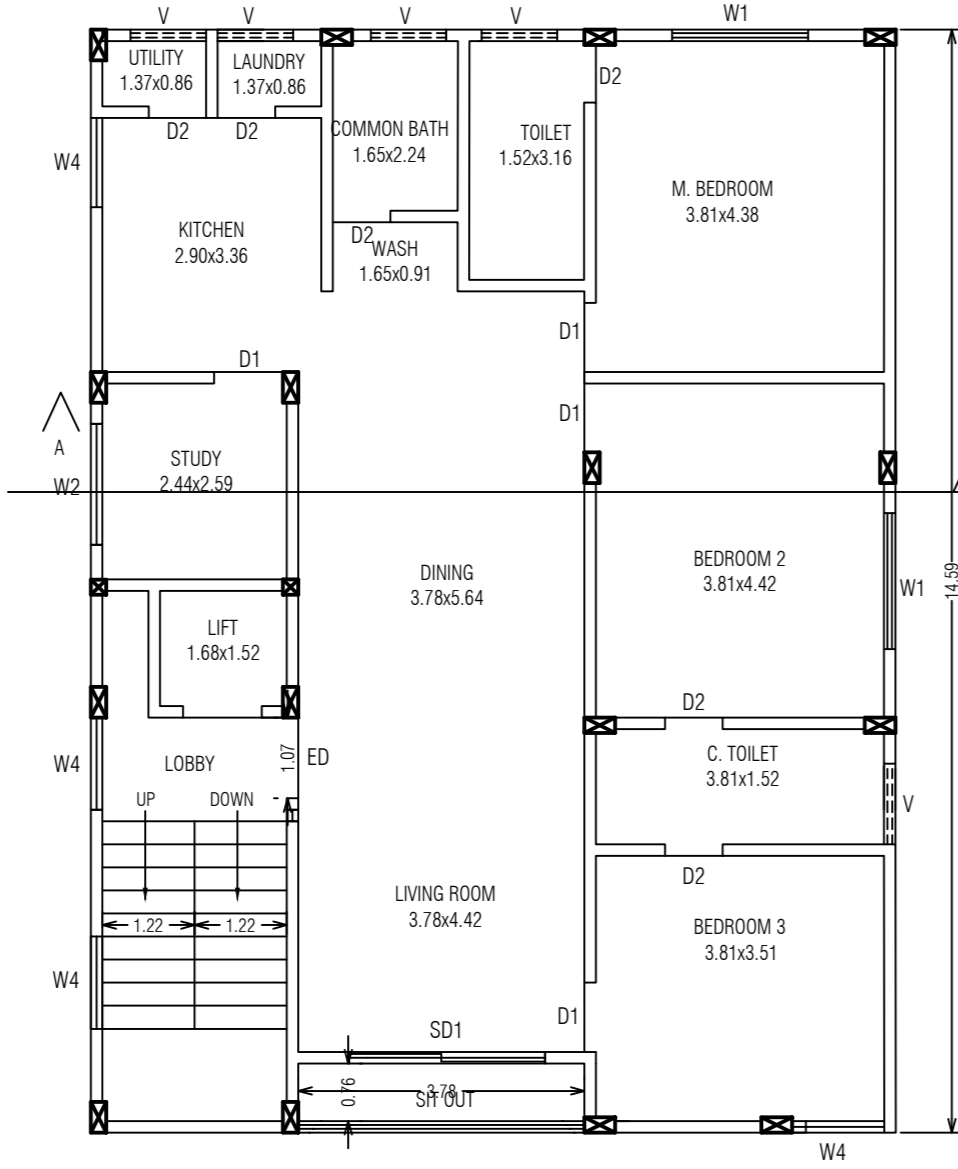 V
V
V
V
W1
UTILITY
1.37x0.86
LAUNDRY
1.37x0.86
D2
D2
D2
COMMON BATH
1.65x2.24
TOILET
1.52x3.16
W4
M. BEDROOM
3.81x4.38
KITCHEN
2.90x3.36
D2
WASH
1.65x0.91
D1
D1
D1
A
STUDY
2.44x2.59
W2
DINING
3.78x5.64
BEDROOM 2
3.81x4.42
W1
14.59
LIFT
1.68x1.52
D2
LOBBY
1.07
ED
C. TOILET
3.81x1.52
W4
V
UP
DOWN
D2
LIVING ROOM
3.78x4.42
1.22
1.22
BEDROOM 3
3.81x3.51
W4
SD1
D1
0.76
3.78
SIT OUT
W4